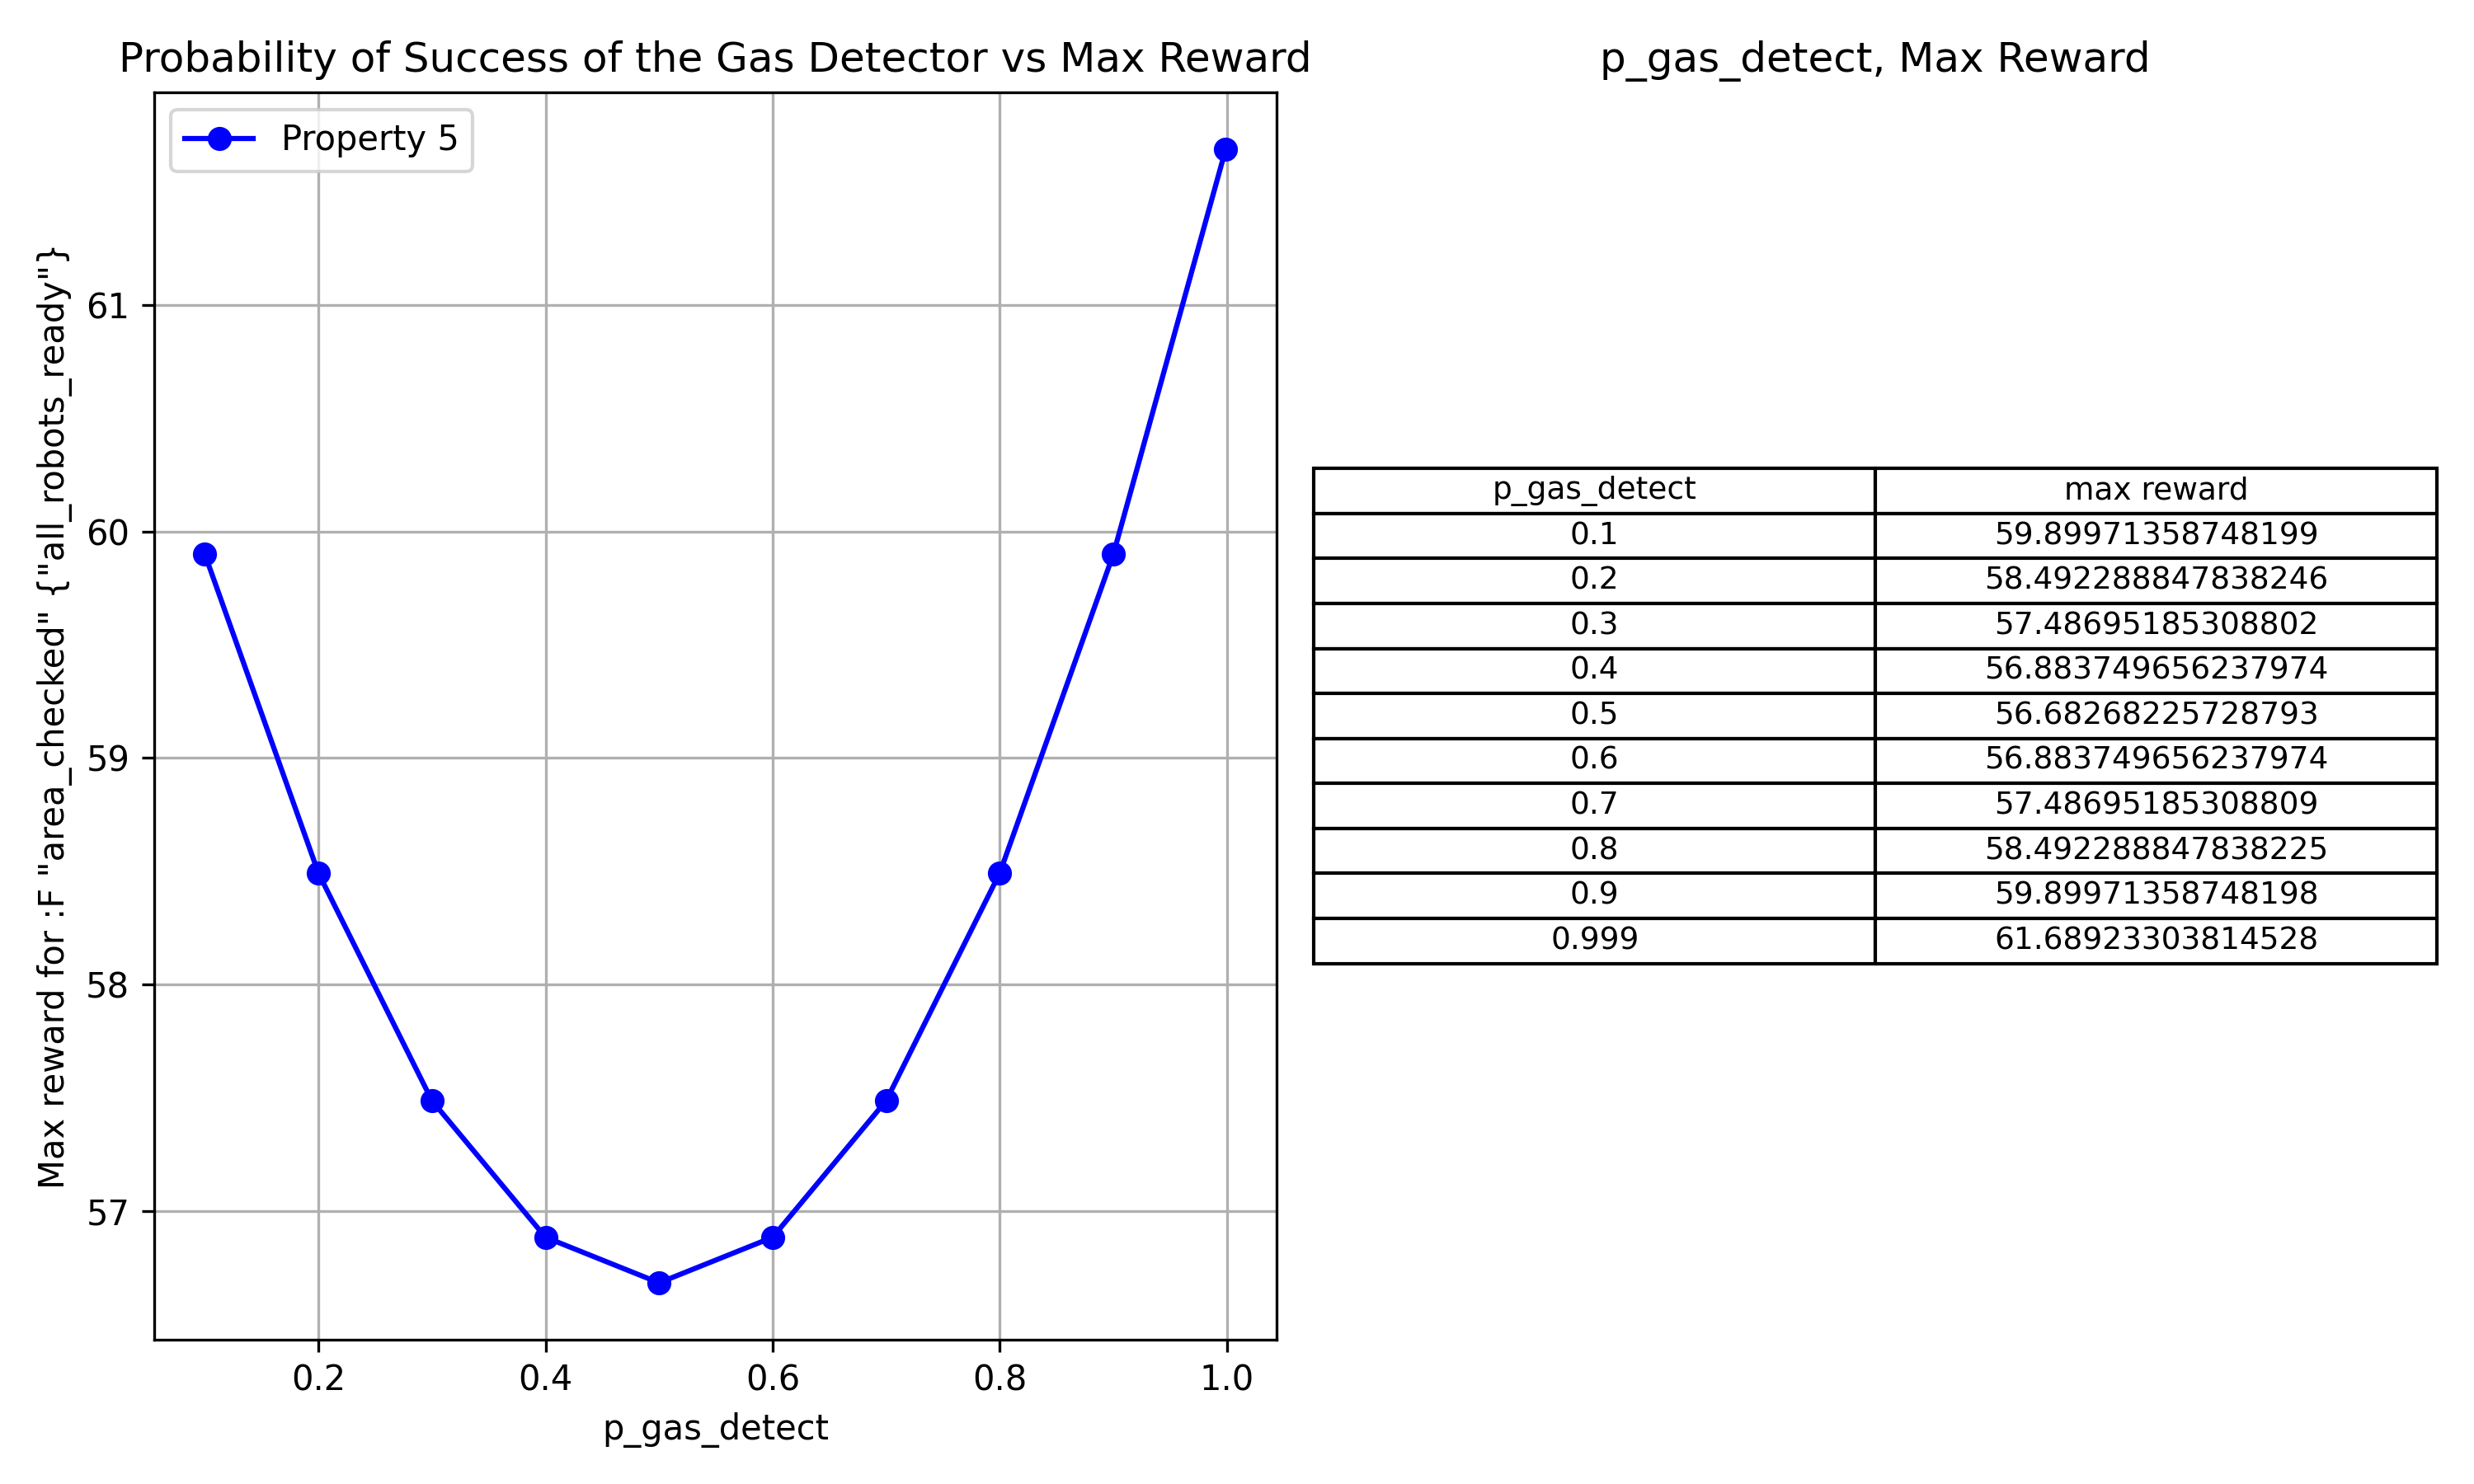 Probability of Success of the Gas Detector vs Max Reward
Property 5
Max reward for :F "area_checked" {"all_robots_ready"}
61
60
59
58
57
0.2 0.4 0.6 0.8 1.0
p_gas_detect
p_gas_detect, Max Reward
p_gas_detect max reward
0.1 59.89971358748199
0.2 58.492288847838246
0.3 57.48695185308802
0.4 56.883749656237974
0.5 56.68268225728793
0.6 56.883749656237974
0.7 57.48695185308809
0.8 58.492288847838225
0.9 59.89971358748198
0.999 61.68923303814528